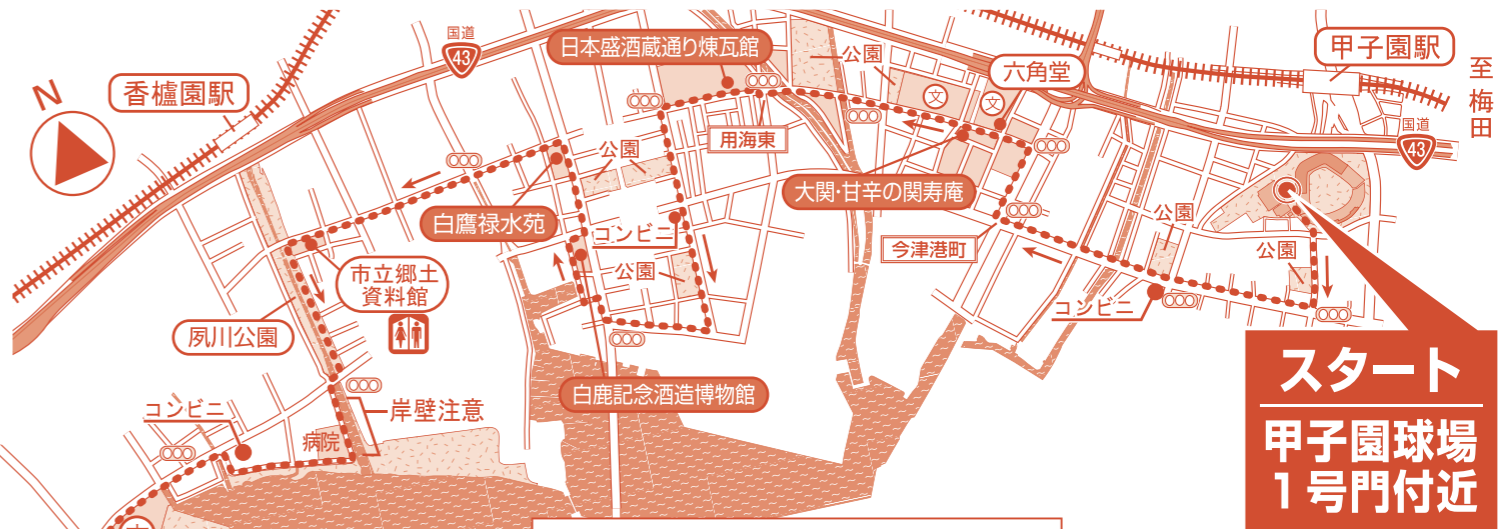 国道
43
日本盛酒蔵通り煉瓦館
公園
六角堂
甲子園駅
至梅田
N
香櫨園駅
文
文
国道
43
用海東
公園
大関・甘辛の関寿庵
白鷹禄水苑
コンビニ
今津港町
公園
公園
公園
市立郷土
資料館
コンビニ
夙川公園
スタート
甲子園球場
1号門付近
白鹿記念酒造博物館
コンビニ
岸壁注意
病院